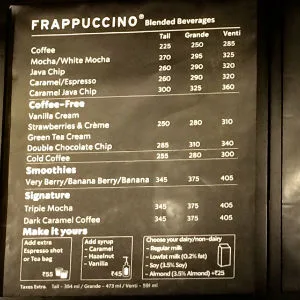 FRAPPUCCINO® Blended Beverages
Tall Grande Venti
Coffee 225 250 285
Mocha/White Mocha 270 295 325
Java Chip 260 290 320
Caramel/Espresso 260 290 320
Caramel Java Chip 300 325 360
Coffee-Free
Vanilla Cream
Strawberries & Crème 250 280 310
Green Tea Cream
Double Chocolate Chip 280 310 340
Cold Coffee 255 280 300
Smoothies
Very Berry/Banana Berry/Banana 345 375 405
Signature
Triple Mocha 345 375 405
Dark Caramel Coffee 345 375 405
Make it yours
Add extra
Espresso shot
or Tea bag
₹55
Add syrup
- Caramel
- Hazelnut
- Vanilla
₹45
Choose your dairy/non-dairy
- Regular milk
- Lowfat milk (0.2% fat)
- Soy (3.5% Soy)
- Almond (3.5% Almond) +₹25
Taxes Extra. Tall - 354 ml / Grande - 473 ml / Venti - 591 ml